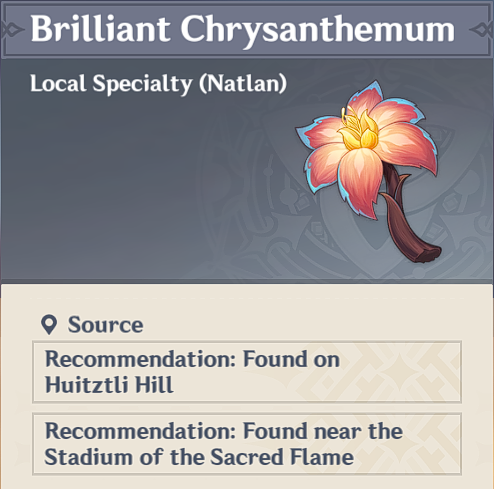 Brilliant Chrysanthemum
Local Specialty (Natlan)
Source
Recommendation: Found on
Huitztli Hill
Recommendation: Found near the
Stadium of the Sacred Flame